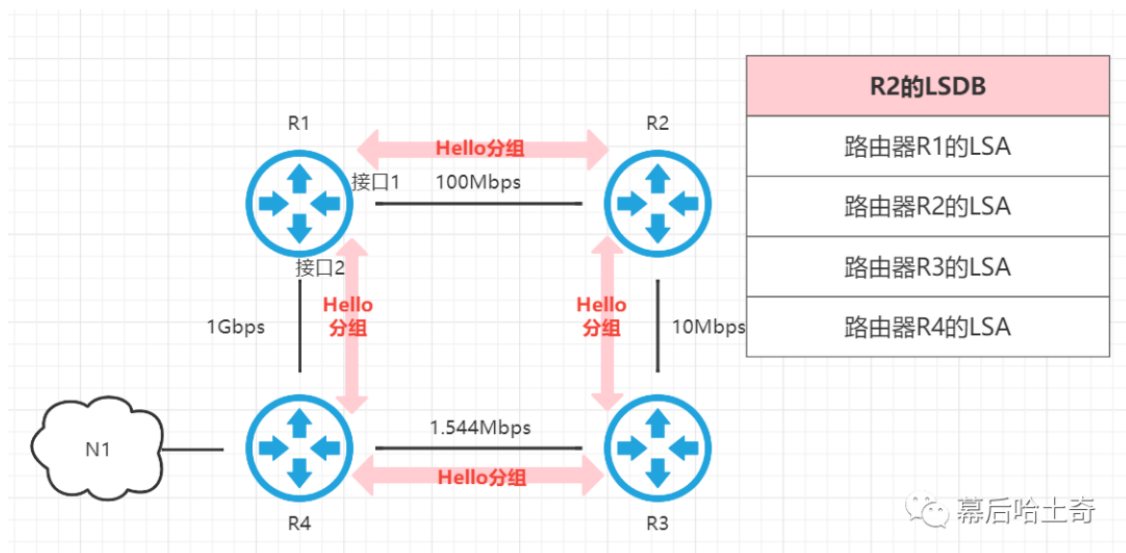 R2的LSDB
路由器R1的LSA
路由器R2的LSA
路由器R3的LSA
路由器R4的LSA
R1
R2
Hello分组
接口1
100Mbps
接口2
1Gbps
Hello
分组
Hello
分组
10Mbps
N1
1.544Mbps
Hello分组
R4
R3
幕后哈土奇